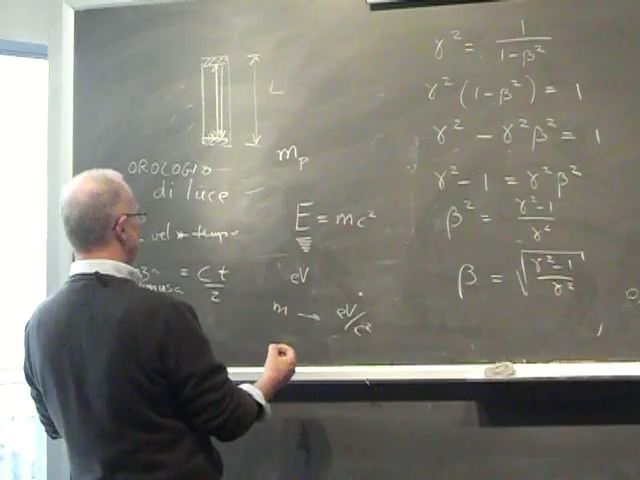 L
OROLOGIO
di luce
vel * tempo
= ct/2
m_p
E = mc²
eV
m → eV/c²
γ² = 1/(1-β²)
γ²(1-β²) = 1
γ² - γ²β² = 1
γ² - 1 = γ²β²
β² = (γ²-1)/γ²
β = √((γ²-1)/γ²)